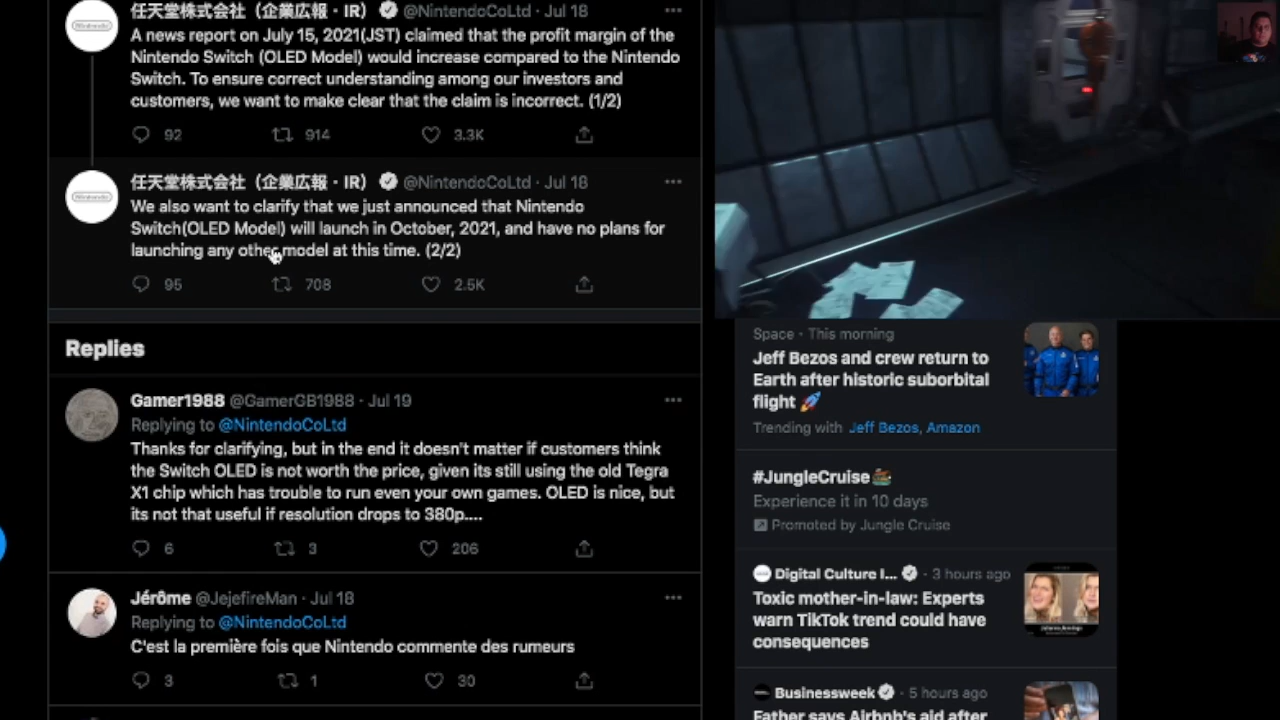 任天堂株式会社（企業広報・IR） @NintendoCoLtd · Jul 18
A news report on July 15, 2021(JST) claimed that the profit margin of the
Nintendo Switch (OLED Model) would increase compared to the Nintendo
Switch. To ensure correct understanding among our investors and
customers, we want to make clear that the claim is incorrect. (1/2)
92 914 3.3K
任天堂株式会社（企業広報・IR） @NintendoCoLtd · Jul 18
We also want to clarify that we just announced that Nintendo
Switch(OLED Model) will launch in October, 2021, and have no plans for
launching any other model at this time. (2/2)
95 708 2.5K
Replies
Gamer1988 @GamerGB1988 · Jul 19
Replying to @NintendoCoLtd
Thanks for clarifying, but in the end it doesn't matter if customers think
the Switch OLED is not worth the price, given its still using the old Tegra
X1 chip which has trouble to run even your own games. OLED is nice, but
its not that useful if resolution drops to 380p....
6 3 206
Jérôme @JejefireMan · Jul 18
Replying to @NintendoCoLtd
C'est la première fois que Nintendo commente des rumeurs
3 1 30
Space · This morning
Jeff Bezos and crew return to
Earth after historic suborbital
flight 🚀
Trending with Jeff Bezos, Amazon
#JungleCruise
Experience it in 10 days
Promoted by Jungle Cruise
Digital Culture I... · 3 hours ago
Toxic mother-in-law: Experts
warn TikTok trend could have
consequences
Businessweek · 5 hours ago
Father says Airbnb's aid after